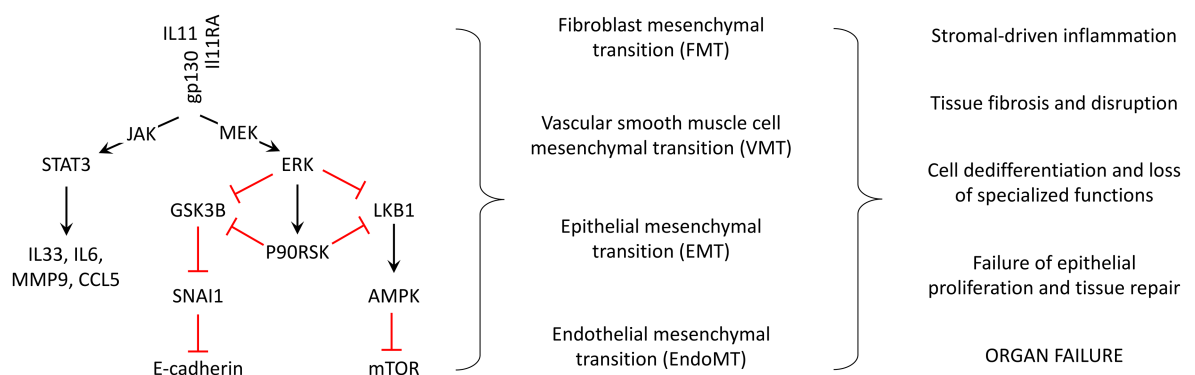 IL11
gp130
Il11RA
JAK
MEK
STAT3
ERK
GSK3B
LKB1
P90RSK
IL33, IL6,
MMP9, CCL5
SNAI1
AMPK
E-cadherin
mTOR
Fibroblast mesenchymal
transition (FMT)
Vascular smooth muscle cell
mesenchymal transition (VMT)
Epithelial mesenchymal
transition (EMT)
Endothelial mesenchymal
transition (EndoMT)
Stromal-driven inflammation
Tissue fibrosis and disruption
Cell dedifferentiation and loss
of specialized functions
Failure of epithelial
proliferation and tissue repair
ORGAN FAILURE